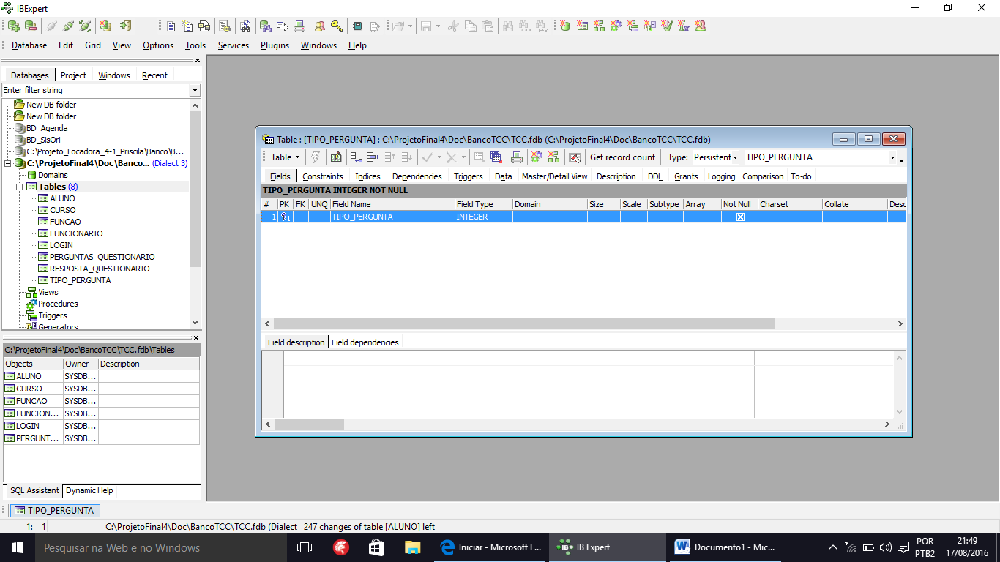 IBExpert
Database Edit Grid View Options Tools Services Plugins Windows Help
Databases Project Windows Recent
Enter filter string
New DB folder
New DB folder
BD_Agenda
BD_SisOri
C:\Projeto_Locadora_4-1_Priscila\Banco\B...
C:\ProjetoFinal4\Doc\Banco... (Dialect 3)
Domains
Tables (8)
ALUNO
CURSO
FUNCAO
FUNCIONARIO
LOGIN
PERGUNTAS_QUESTIONARIO
RESPOSTA_QUESTIONARIO
TIPO_PERGUNTA
Views
Procedures
Triggers
Generators
C:\ProjetoFinal4\Doc\BancoTCC\TCC.fdb\Tables
Objects Owner Description
ALUNO SYSDB...
CURSO SYSDB...
FUNCAO SYSDB...
FUNCION... SYSDB...
LOGIN SYSDB...
PERGUNT... SYSDB...
SQL Assistant Dynamic Help
Table : [TIPO_PERGUNTA] : C:\ProjetoFinal4\Doc\BancoTCC\TCC.fdb (C:\ProjetoFinal4\Doc\BancoTCC\TCC.fdb)
Table Get record count Type: Persistent TIPO_PERGUNTA
Fields Constraints Indices Dependencies Triggers Data Master/Detail View Description DDL Grants Logging Comparison To-do
TIPO_PERGUNTA INTEGER NOT NULL
# PK FK UNQ Field Name Field Type Domain Size Scale Subtype Array Not Null Charset Collate Desc
1 1 TIPO_PERGUNTA INTEGER
Field description Field dependencies
TIPO_PERGUNTA
1: 1 C:\ProjetoFinal4\Doc\BancoTCC\TCC.fdb (Dialect 247 changes of table [ALUNO] left
Pesquisar na Web e no Windows Iniciar - Microsoft E... IB Expert Documento1 - Mic... POR 21:49
PTB2 17/08/2016